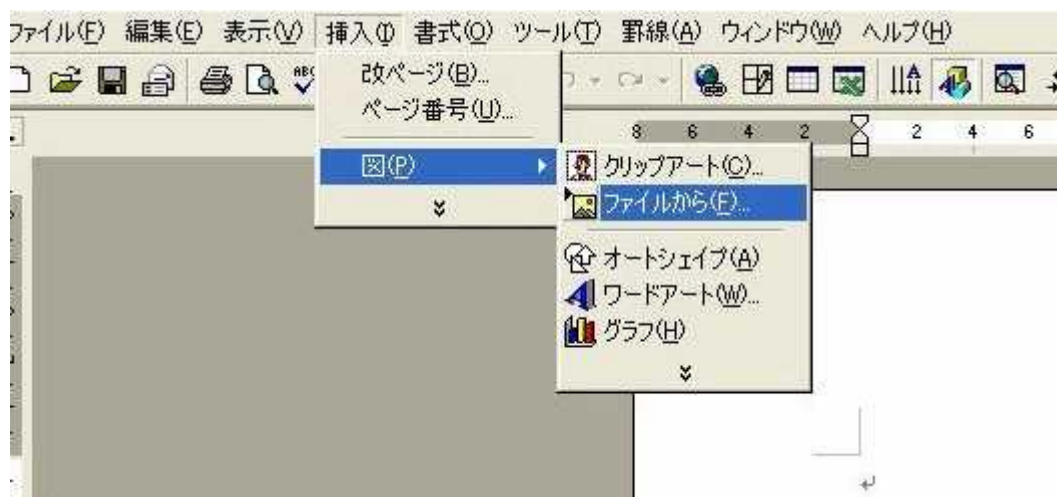 ファイル(F) 編集(E) 表示(V) 挿入(I) 書式(O) ツール(T) 罫線(A) ウィンドウ(W) ヘルプ(H)
ABC
改ページ(B)...
ページ番号(U)...
8 6 4 2 2 4 6
図(P)
クリップアート(C)...
ファイルから(F)...
オートシェイプ(A)
ワードアート(W)...
グラフ(H)